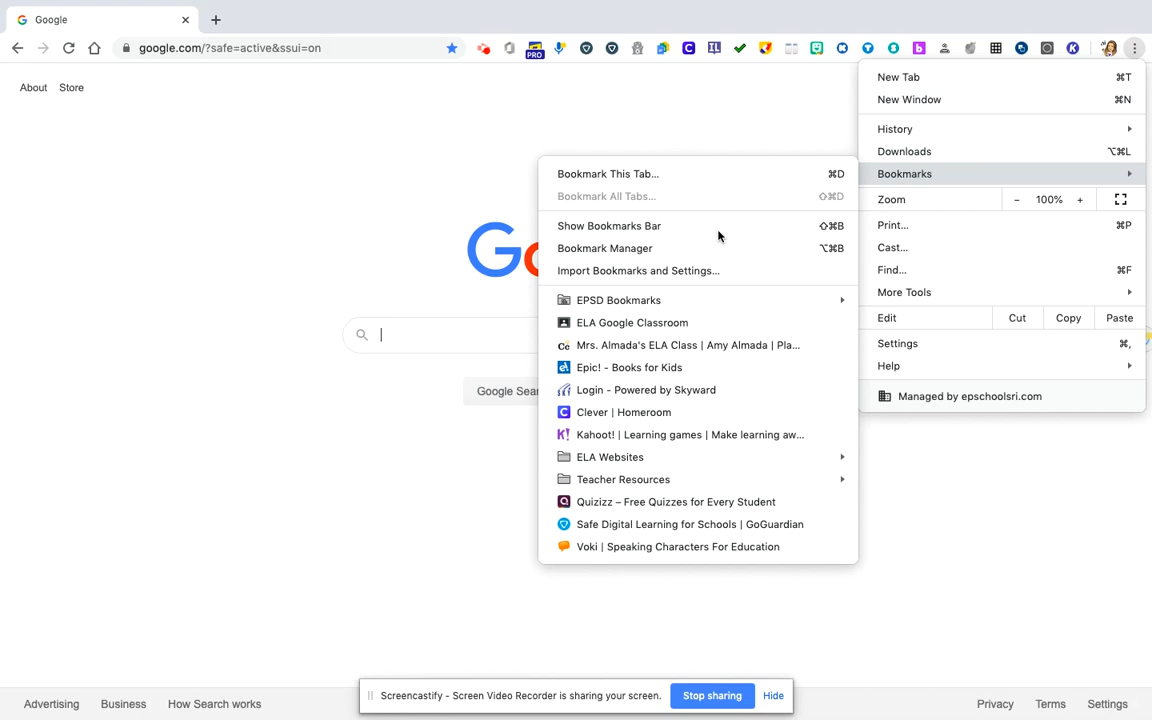 Google
google.com/?safe=active&ssui=on
PRO
IL
About Store
New Tab ⌘T
New Window ⌘N
History
Downloads ⌥⌘L
Bookmarks
Zoom - 100% +
Print... ⌘P
Cast...
Find... ⌘F
More Tools
Edit Cut Copy Paste
Settings ⌘,
Help
Managed by epschoolsri.com
Bookmark This Tab... ⌘D
Bookmark All Tabs... ⇧⌘D
Show Bookmarks Bar ⇧⌘B
Bookmark Manager ⌥⌘B
Import Bookmarks and Settings...
EPSD Bookmarks
ELA Google Classroom
Mrs. Almada's ELA Class | Amy Almada | Pla...
Epic! - Books for Kids
Login - Powered by Skyward
Clever | Homeroom
Kahoot! | Learning games | Make learning aw...
ELA Websites
Teacher Resources
Quizizz – Free Quizzes for Every Student
Safe Digital Learning for Schools | GoGuardian
Voki | Speaking Characters For Education
Go
Google Sear
Screencastify - Screen Video Recorder is sharing your screen. Stop sharing Hide
Advertising Business How Search works Privacy Terms Settings